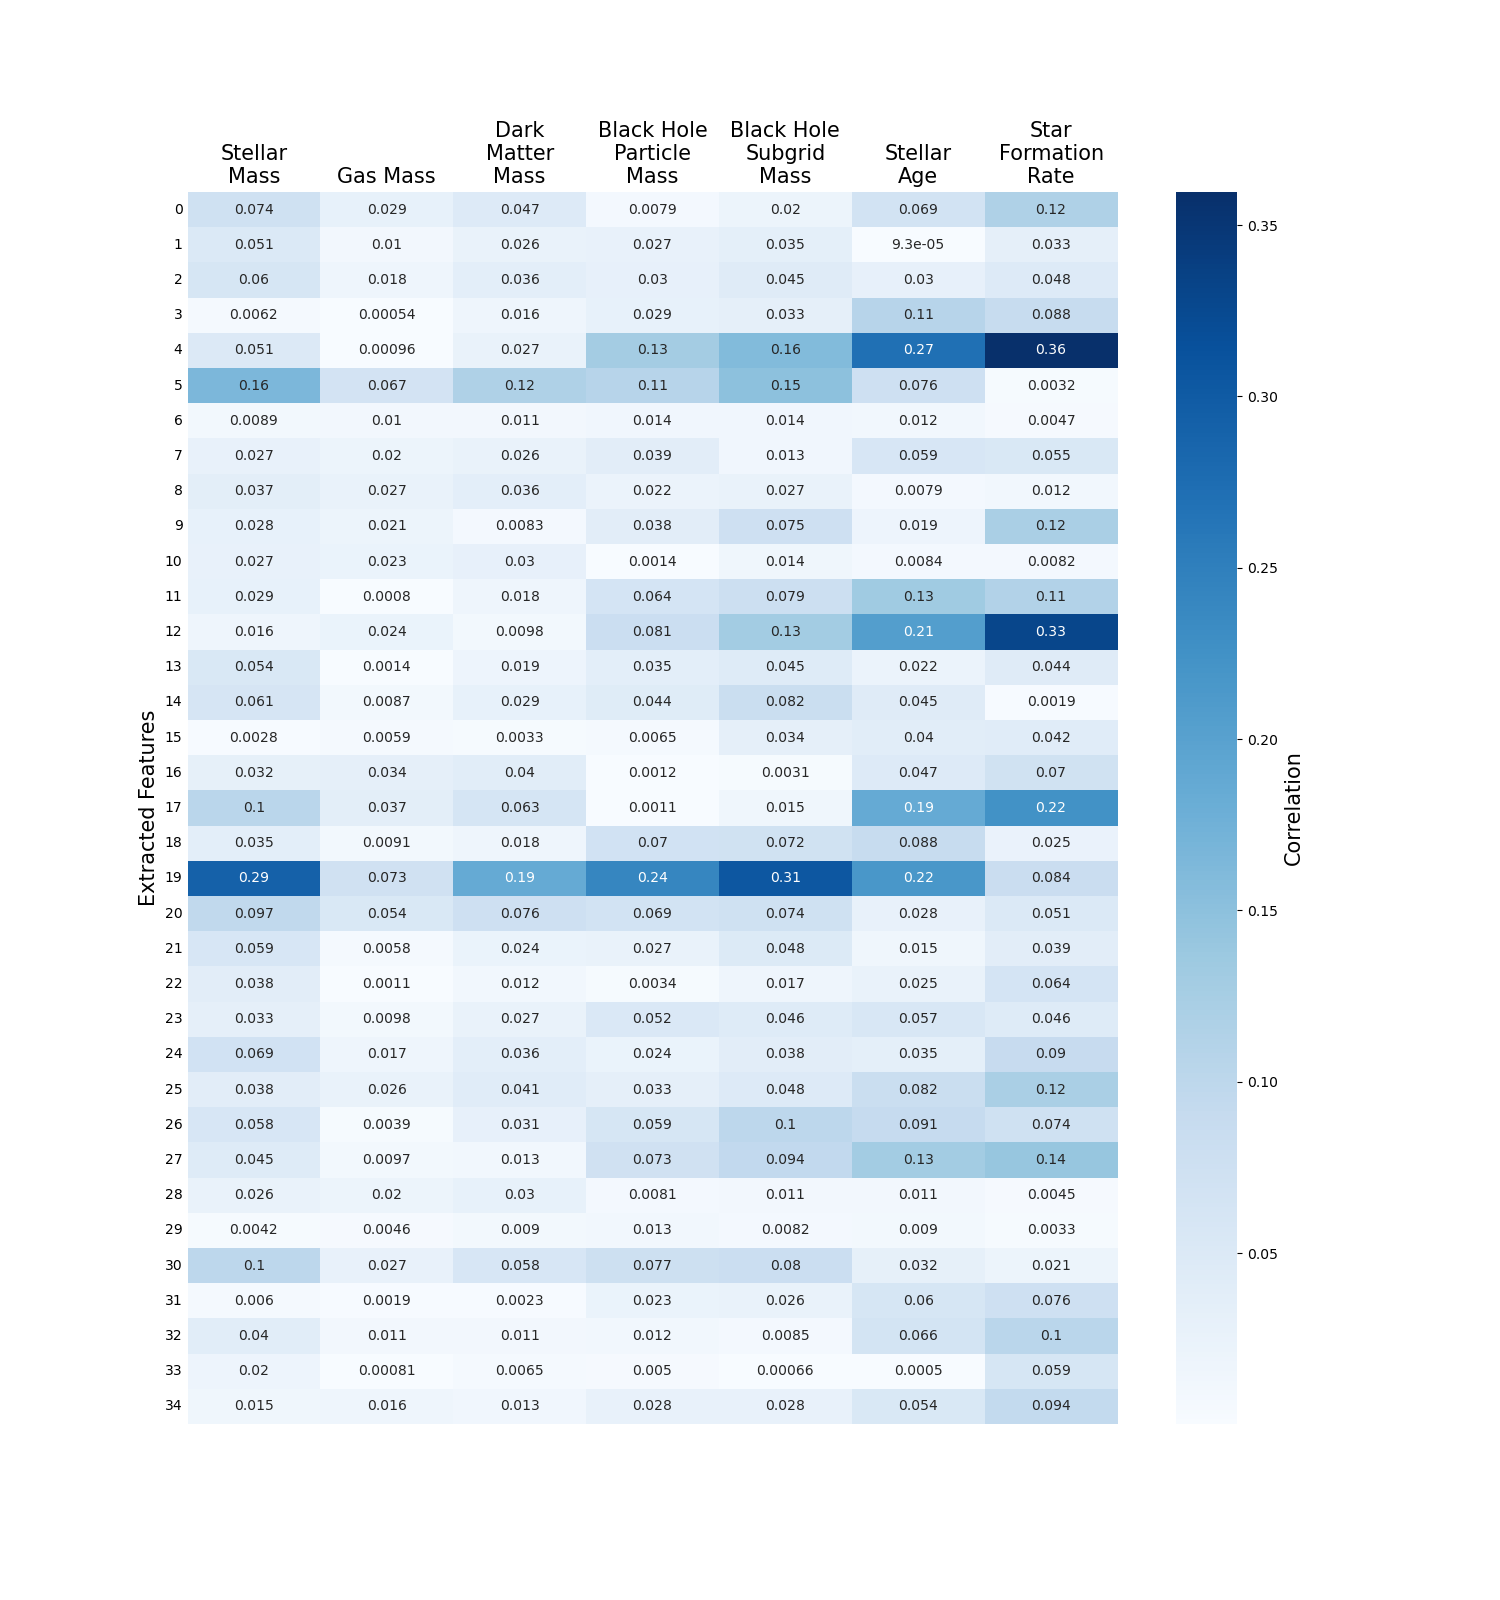 Dark Black Hole Black Hole Star
Stellar Matter Particle Subgrid Stellar Formation
Mass Gas Mass Mass Mass Mass Age Rate
0 0.074 0.029 0.047 0.0079 0.02 0.069 0.12
1 0.051 0.01 0.026 0.027 0.035 9.3e-05 0.033
2 0.06 0.018 0.036 0.03 0.045 0.03 0.048
3 0.0062 0.00054 0.016 0.029 0.033 0.11 0.088
4 0.051 0.00096 0.027 0.13 0.16 0.27 0.36
5 0.16 0.067 0.12 0.11 0.15 0.076 0.0032
6 0.0089 0.01 0.011 0.014 0.014 0.012 0.0047
7 0.027 0.02 0.026 0.039 0.013 0.059 0.055
8 0.037 0.027 0.036 0.022 0.027 0.0079 0.012
9 0.028 0.021 0.0083 0.038 0.075 0.019 0.12
10 0.027 0.023 0.03 0.0014 0.014 0.0084 0.0082
11 0.029 0.0008 0.018 0.064 0.079 0.13 0.11
12 0.016 0.024 0.0098 0.081 0.13 0.21 0.33
13 0.054 0.0014 0.019 0.035 0.045 0.022 0.044
14 0.061 0.0087 0.029 0.044 0.082 0.045 0.0019
15 0.0028 0.0059 0.0033 0.0065 0.034 0.04 0.042
16 0.032 0.034 0.04 0.0012 0.0031 0.047 0.07
17 0.1 0.037 0.063 0.0011 0.015 0.19 0.22
18 0.035 0.0091 0.018 0.07 0.072 0.088 0.025
19 0.29 0.073 0.19 0.24 0.31 0.22 0.084
20 0.097 0.054 0.076 0.069 0.074 0.028 0.051
21 0.059 0.0058 0.024 0.027 0.048 0.015 0.039
22 0.038 0.0011 0.012 0.0034 0.017 0.025 0.064
23 0.033 0.0098 0.027 0.052 0.046 0.057 0.046
24 0.069 0.017 0.036 0.024 0.038 0.035 0.09
25 0.038 0.026 0.041 0.033 0.048 0.082 0.12
26 0.058 0.0039 0.031 0.059 0.1 0.091 0.074
27 0.045 0.0097 0.013 0.073 0.094 0.13 0.14
28 0.026 0.02 0.03 0.0081 0.011 0.011 0.0045
29 0.0042 0.0046 0.009 0.013 0.0082 0.009 0.0033
30 0.1 0.027 0.058 0.077 0.08 0.032 0.021
31 0.006 0.0019 0.0023 0.023 0.026 0.06 0.076
32 0.04 0.011 0.011 0.012 0.0085 0.066 0.1
33 0.02 0.00081 0.0065 0.005 0.00066 0.0005 0.059
34 0.015 0.016 0.013 0.028 0.028 0.054 0.094
Extracted Features
0.35
0.30
0.25
0.20
0.15
0.10
0.05
Correlation